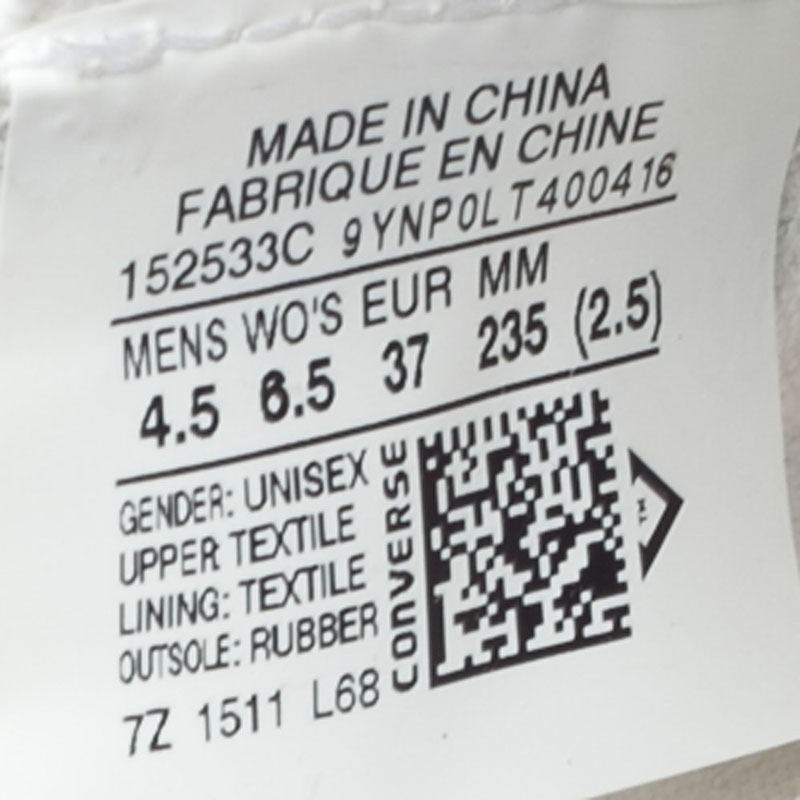 MADE IN CHINA
FABRIQUE EN CHINE
152533C 9YNP0LT400416
MENS WO'S EUR MM
4.5 6.5 37 235 (2.5)
GENDER: UNISEX
UPPER TEXTILE
LINING: TEXTILE
OUTSOLE: RUBBER
7Z 1511 L68
CONVERSE
TM